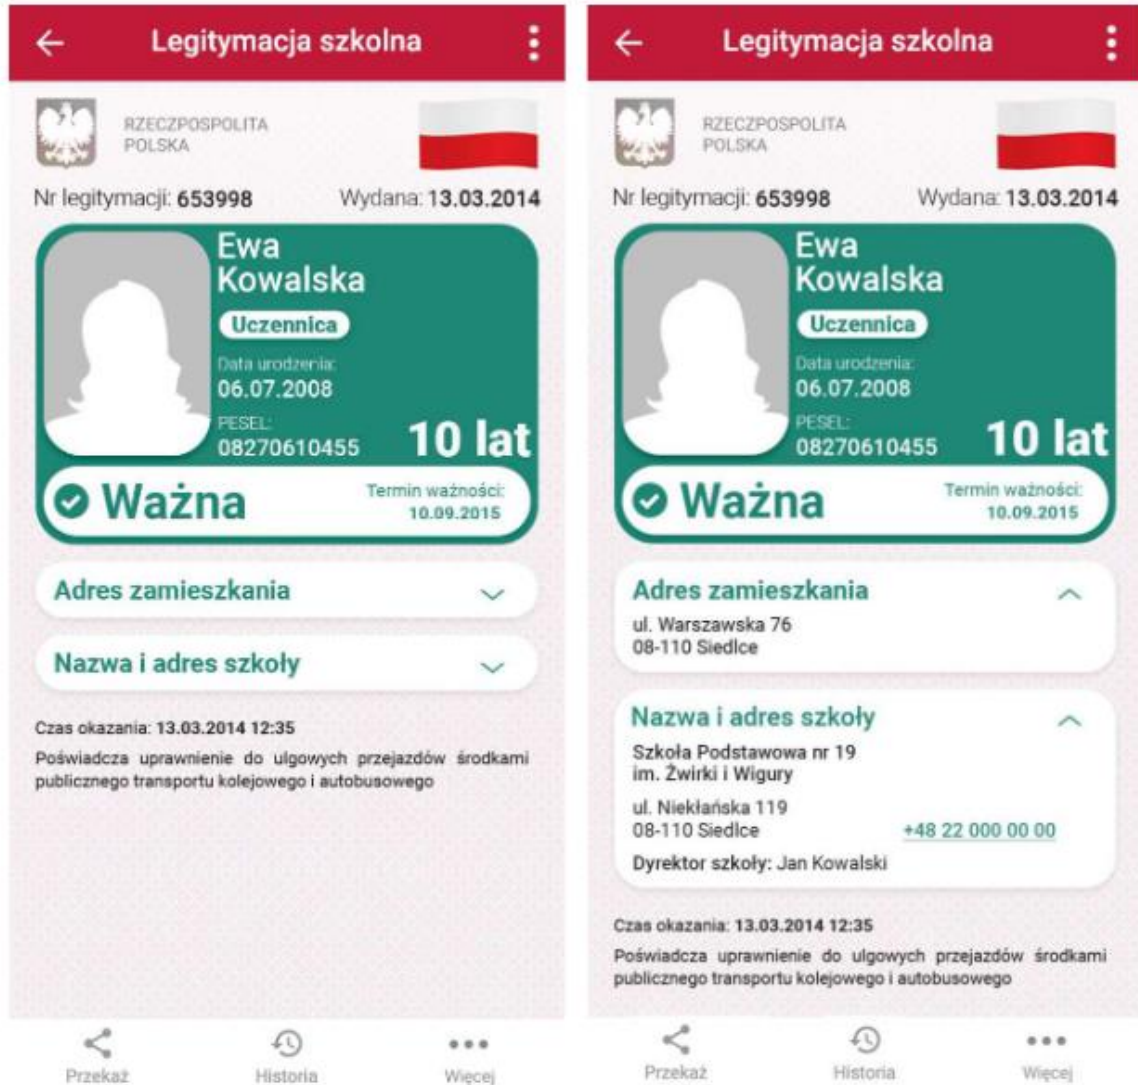 Legitymacja szkolna
RZECZPOSPOLITA
POLSKA
Nr legitymacji: 653998 Wydana: 13.03.2014
Ewa
Kowalska
Uczennica
Data urodzenia:
06.07.2008
PESEL:
08270610455
10 lat
Ważna
Termin ważności:
10.09.2015
Adres zamieszkania
Nazwa i adres szkoły
Czas okazania: 13.03.2014 12:35
Poświadcza uprawnienie do ulgowych przejazdów środkami
publicznego transportu kolejowego i autobusowego
Przekaż Historia Więcej
Legitymacja szkolna
RZECZPOSPOLITA
POLSKA
Nr legitymacji: 653998 Wydana: 13.03.2014
Ewa
Kowalska
Uczennica
Data urodzenia:
06.07.2008
PESEL:
08270610455
10 lat
Ważna
Termin ważności:
10.09.2015
Adres zamieszkania
ul. Warszawska 76
08-110 Siedlce
Nazwa i adres szkoły
Szkoła Podstawowa nr 19
im. Żwirki i Wigury
ul. Niekłańska 119
08-110 Siedlce +48 22 000 00 00
Dyrektor szkoły: Jan Kowalski
Czas okazania: 13.03.2014 12:35
Poświadcza uprawnienie do ulgowych przejazdów środkami
publicznego transportu kolejowego i autobusowego
Przekaż Historia Więcej